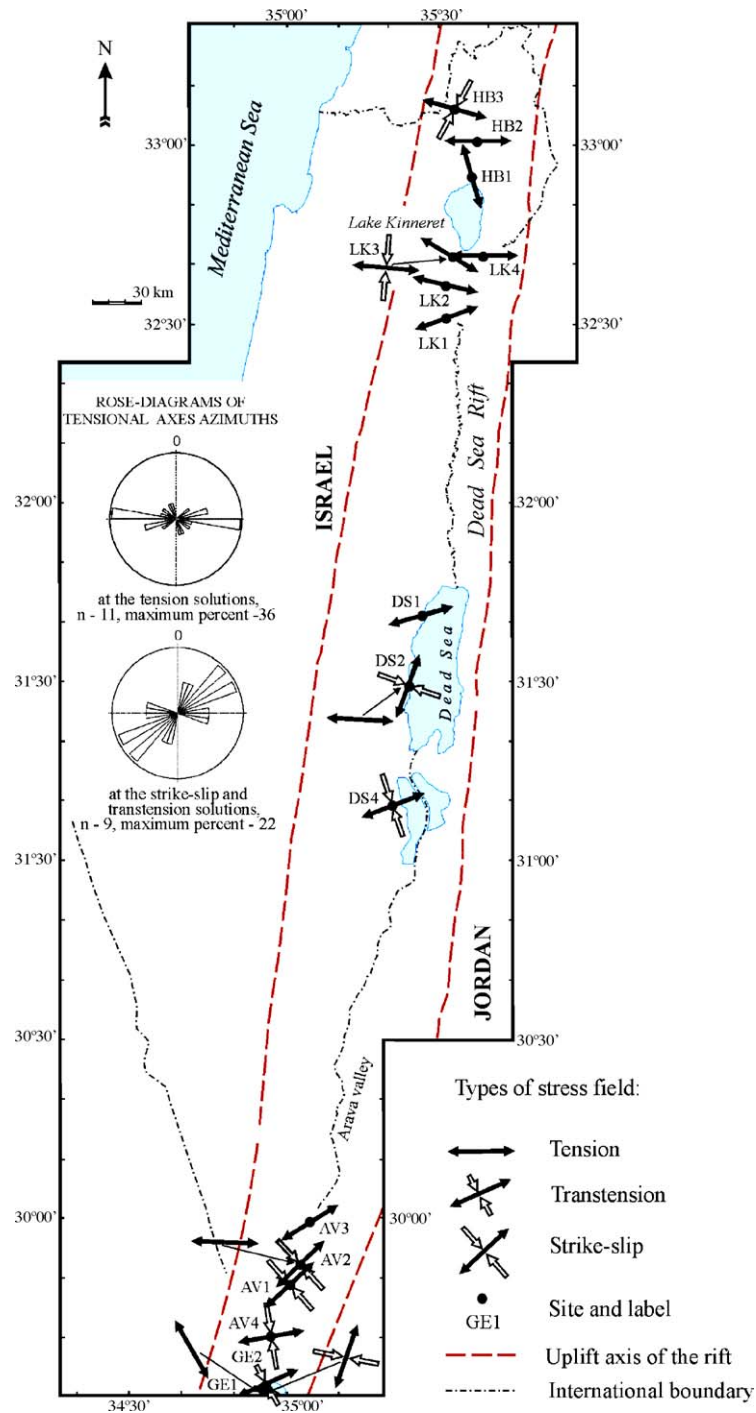 35°00'
35°30'
N
HB3
HB2
33°00'
33°00'
HB1
Mediterranean Sea
Lake Kinneret
LK3
LK4
30 km
LK2
32°30'
LK1
32°30'
ROSE-DIAGRAMS OF
TENSIONAL AXES AZIMUTHS
0
ISRAEL
Dead Sea Rift
32°00'
32°00'
at the tension solutions,
n - 11, maximum percent -36
DS1
0
DS2
Dead Sea
31°30'
31°30'
at the strike-slip and
transtension solutions,
n - 9, maximum percent - 22
DS4
31°30'
31°00'
JORDAN
30°30'
30°30'
Arava valley
Types of stress field:
Tension
Transtension
Strike-slip
Site and label
GE1
Uplift axis of the rift
International boundary
30°00'
30°00'
AV3
AV2
AV1
AV4
GE2
GE1
34°30'
35°00'